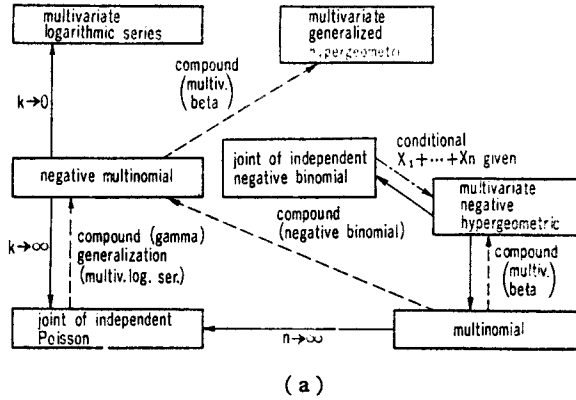 multivariate
logarithmic series
multivariate
generalized
hypergeometri
compound
(multiv.
beta)
k→0
conditional
X₁+⋯+Xn given
joint of independent
negative binomial
negative multinomial
multivariate
negative
hypergeometric
compound
(negative binomial)
compound (gamma)
generalization
(multiv. log. ser.)
k→∞
compound
(multiv.
beta)
joint of independent
Poisson
multinomial
n→∞
(a)